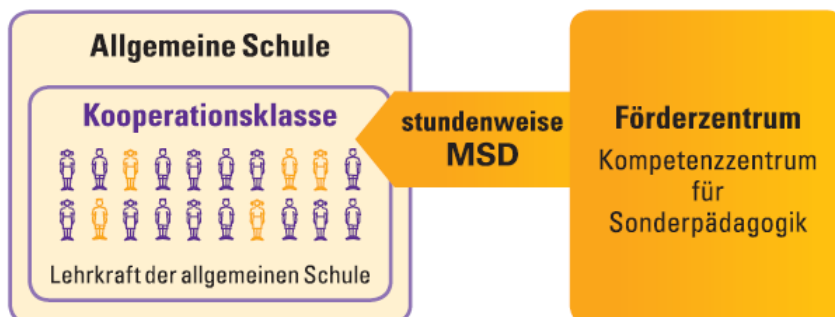 Allgemeine Schule
Kooperationsklasse
Lehrkraft der allgemeinen Schule
stundenweise
MSD
Förderzentrum
Kompetenzzentrum
für
Sonderpädagogik